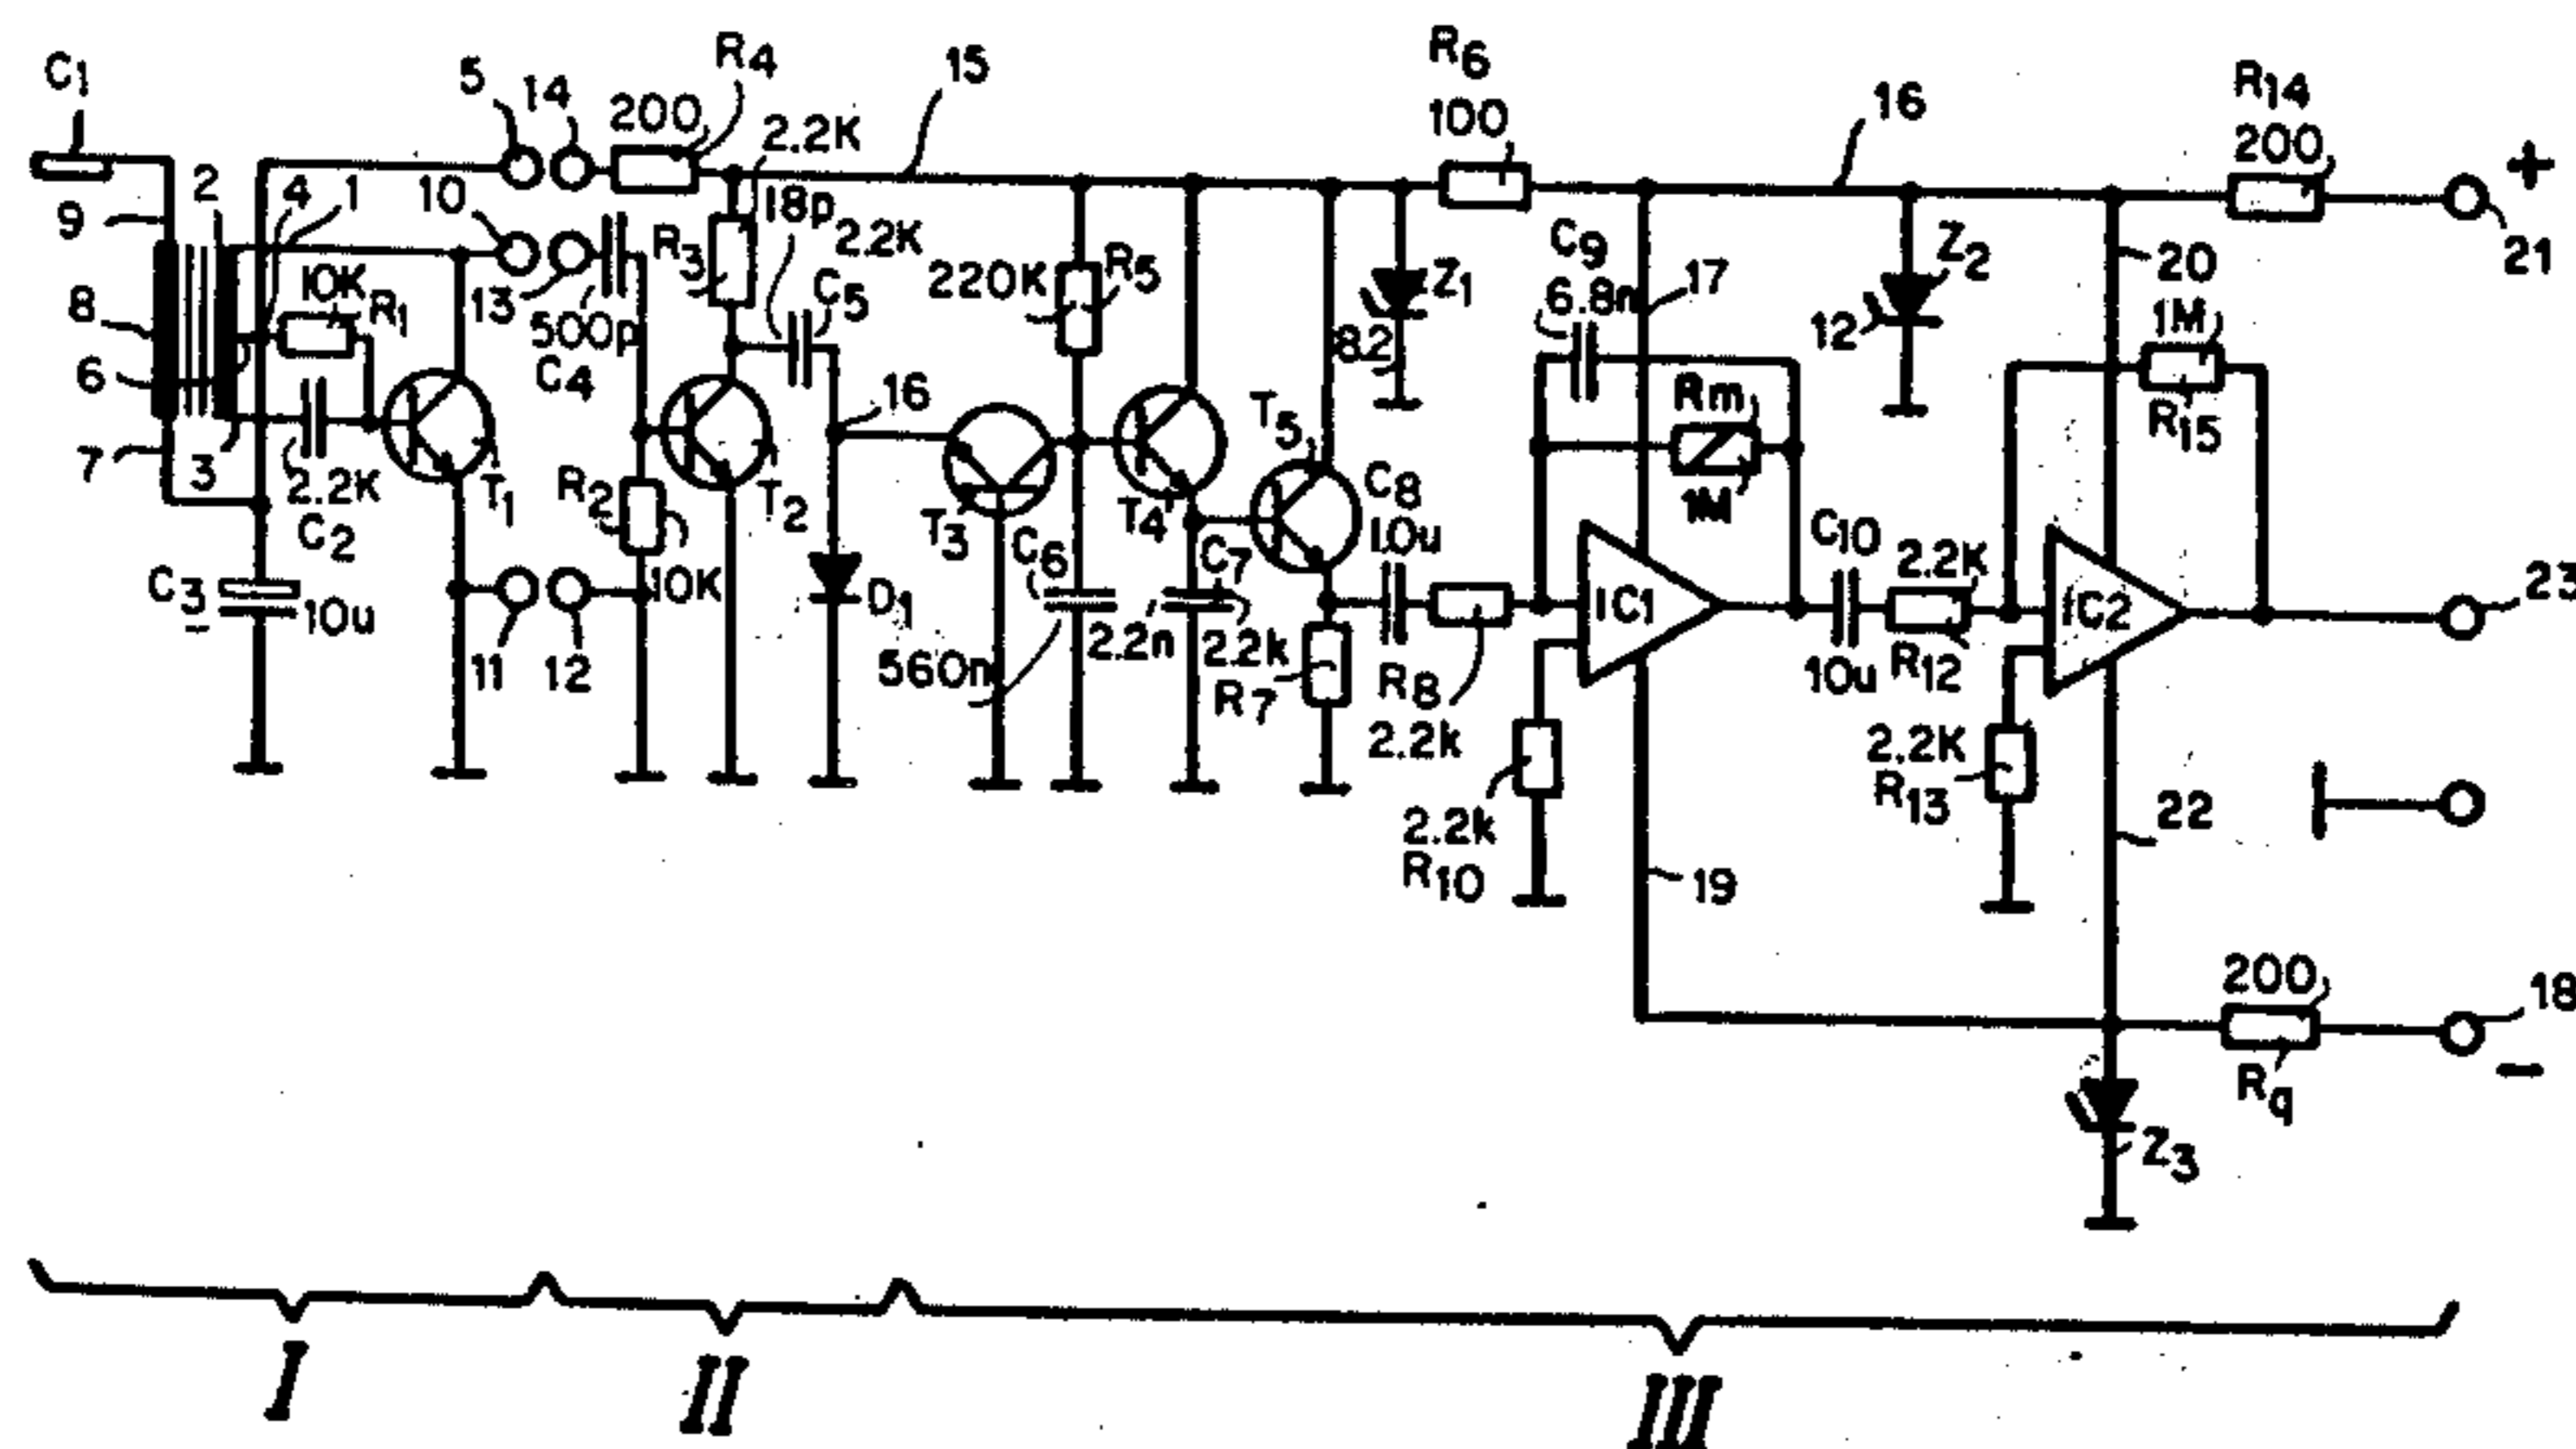 C1
5
14
200
R4
15
R6
100
16
R14
200
+
21
2.2K
9
2
4
1
10
13
18p
2.2K
R3
C5
500p
C4
8
6
7
3
10K
R1
2.2K
C2
T1
C3
10u
11
12
R2
10K
T2
16
D1
220K
R5
T3
C6
560n
T4
C7
2.2n
T5
2.2k
R7
Z1
82
C8
10u
R8
2.2k
C9
6.8n
17
Rm
1M
IC1
2.2k
R10
19
Z2
12
20
1M
R15
C10
10u
2.2K
R12
IC2
2.2K
R13
22
23
200
Rq
18
-
Z3
I
II
III